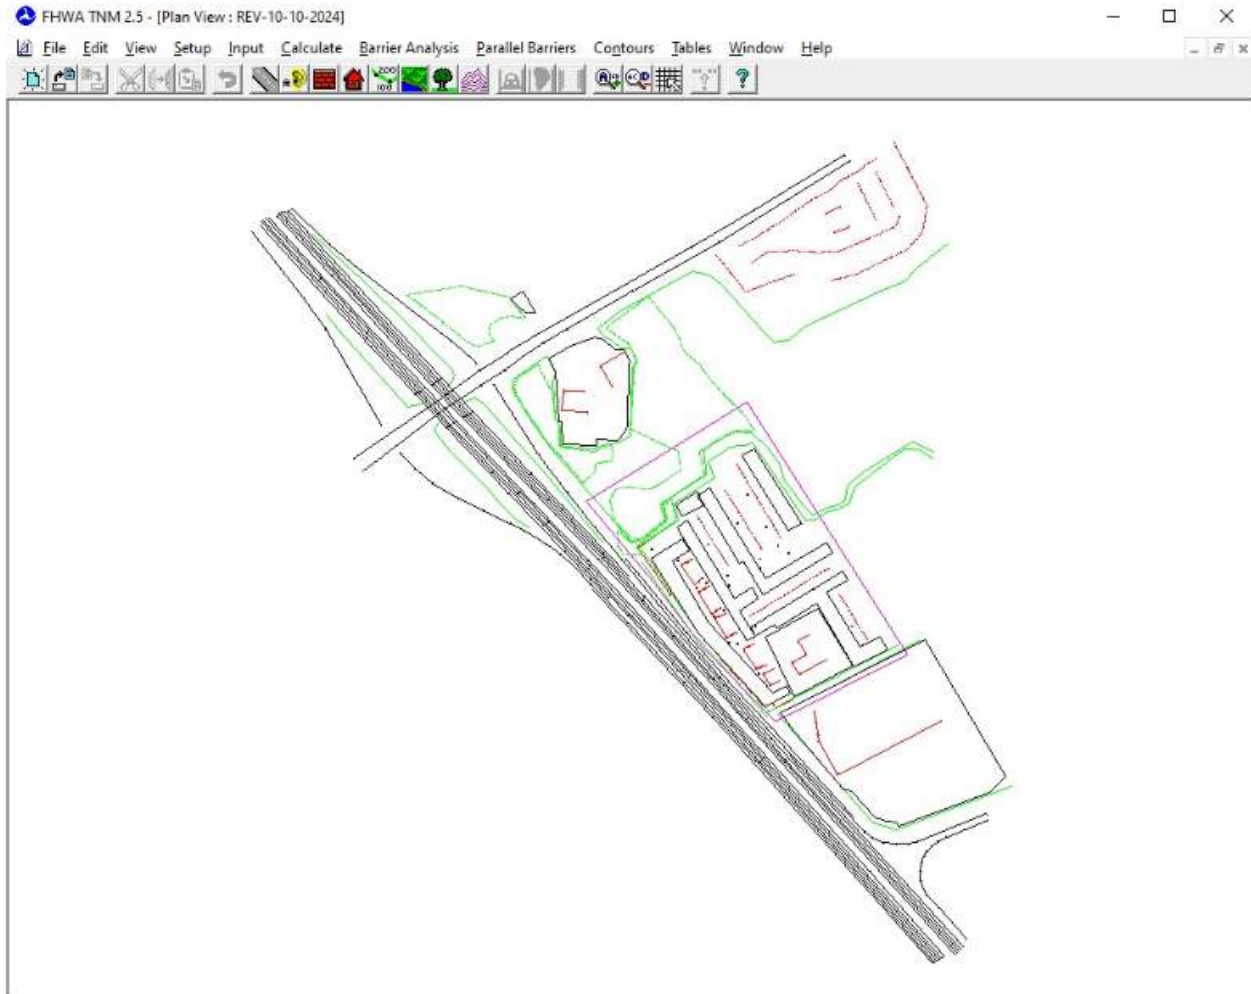 FHWA TNM 2.5 - [Plan View : REV-10-10-2024]
File Edit View Setup Input Calculate Barrier Analysis Parallel Barriers Contours Tables Window Help